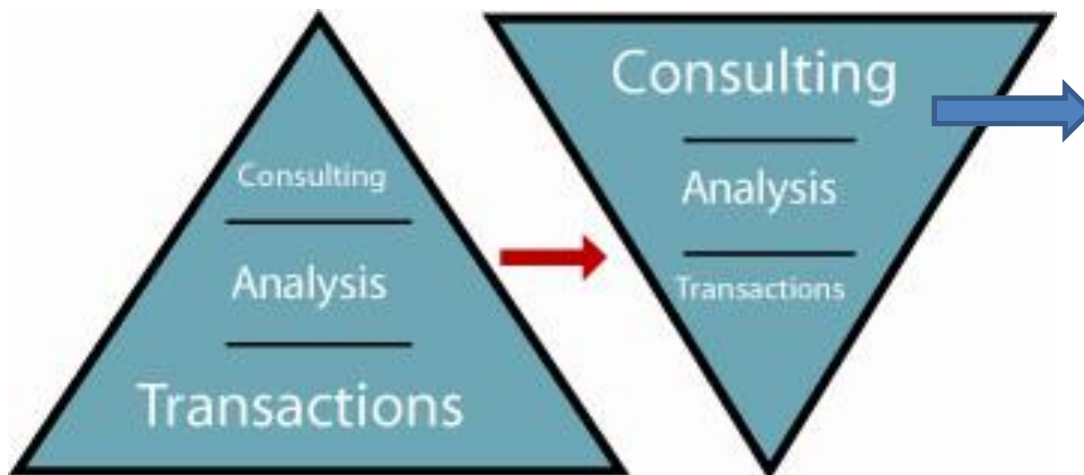 Consulting
Analysis
Transactions
Consulting
Analysis
Transactions